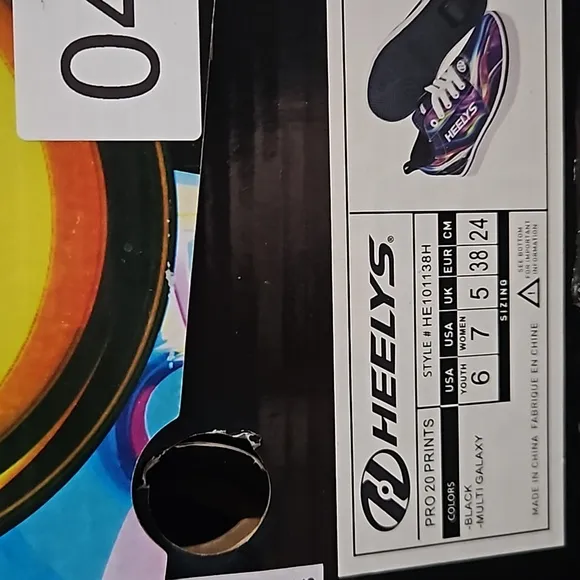 04
HEELYS
HEELYS®
PRO 20 PRINTS
STYLE # HE101138H
COLORS
-BLACK
-MULTI GALAXY
USA USA UK EUR CM
YOUTH WOMEN
6 7 5 38 24
SIZING
SEE BOTTOM
FOR IMPORTANT
INFORMATION
MADE IN CHINA FABRIQUE EN CHINE